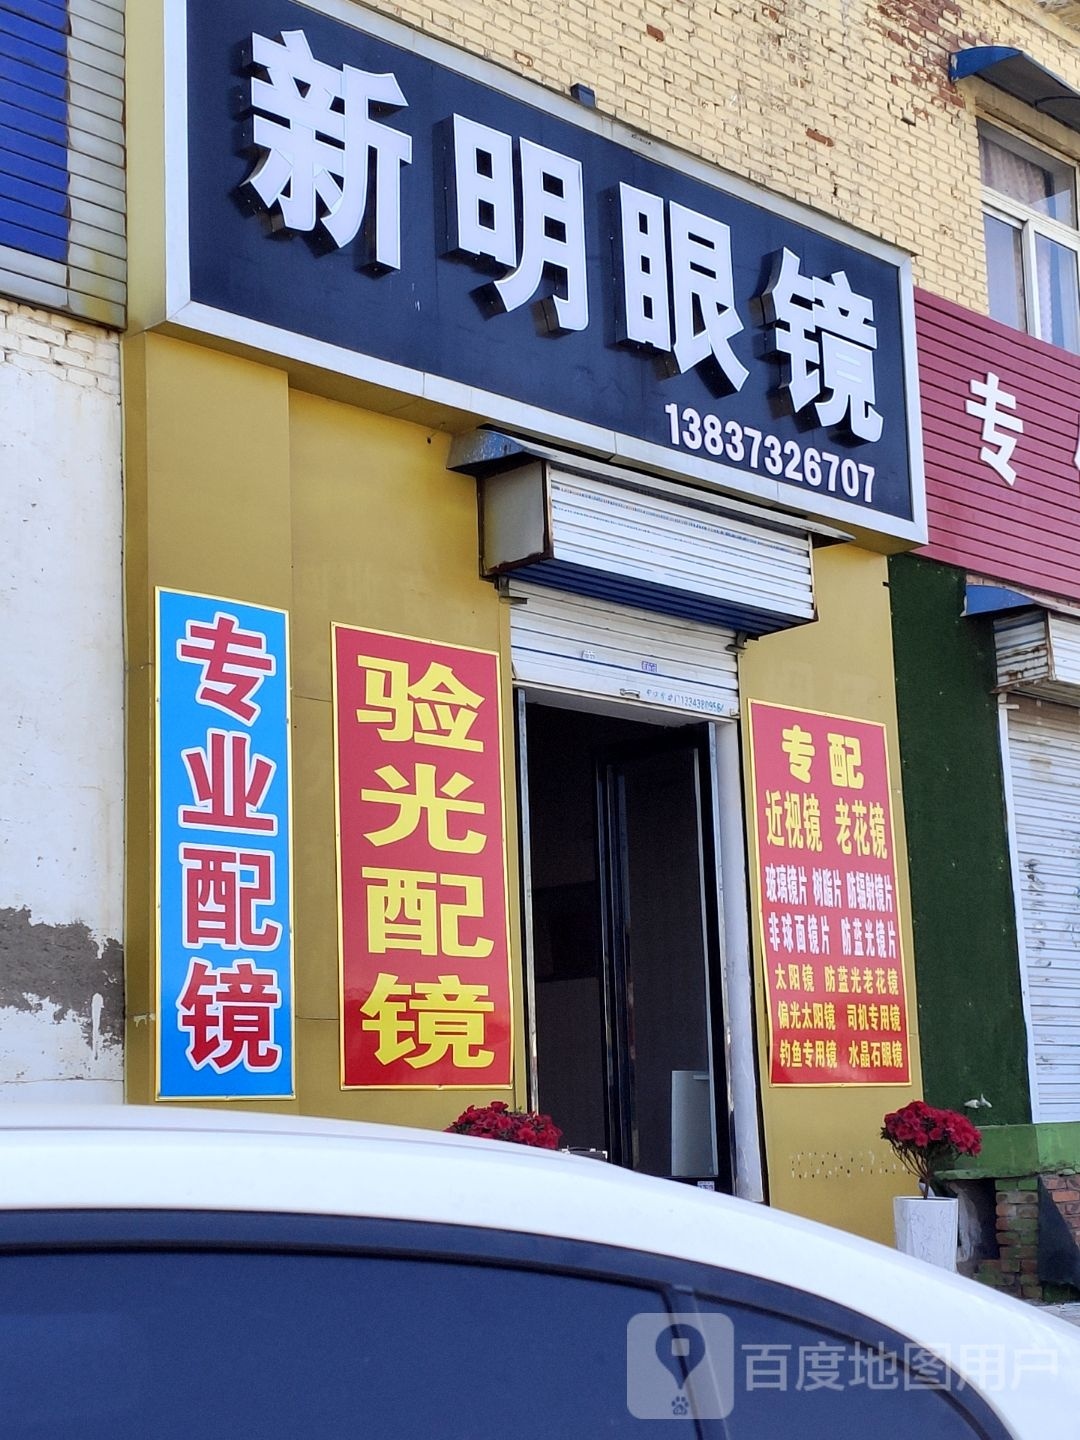 新明眼镜
13837326707
专
专业配镜
验光配镜
专配
近视镜 老花镜
玻璃镜片 树脂片 防辐射镜片
非球面镜片 防蓝光镜片
太阳镜 防蓝光老花镜
偏光太阳镜 司机专用镜
钓鱼专用镜 水晶石眼镜
百度地图用户